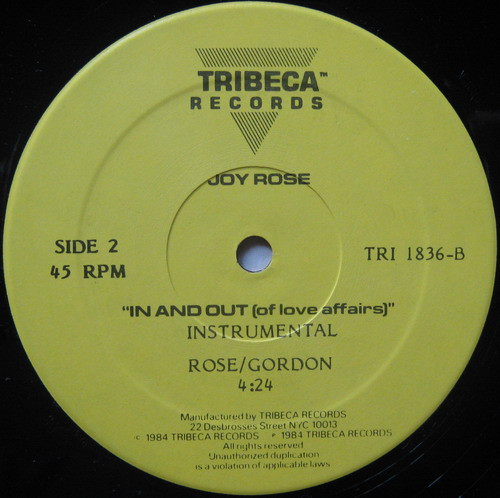 TRIBECA™
RECORDS
JOY ROSE
SIDE 2
45 RPM
TRI 1836-B
"IN AND OUT (of love affairs)"
INSTRUMENTAL
ROSE/GORDON
4:24
Manufactured by TRIBECA RECORDS
22 Desbrosses Street NYC 10013
© 1984 TRIBECA RECORDS ℗ 1984 TRIBECA RECORDS
All rights reserved
Unauthorized duplication
is a violation of applicable laws